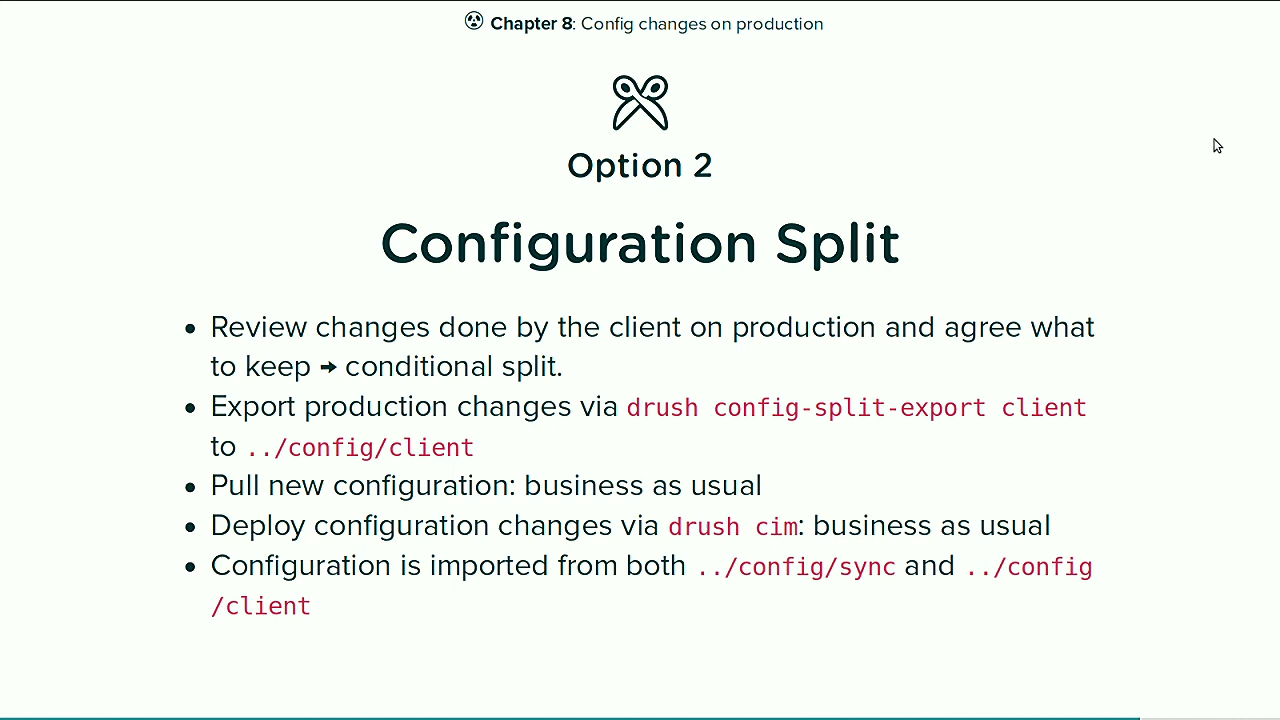 Chapter 8: Config changes on production
Option 2
Configuration Split
• Review changes done by the client on production and agree what
to keep → conditional split.
• Export production changes via drush config-split-export client
to ../config/client
• Pull new configuration: business as usual
• Deploy configuration changes via drush cim: business as usual
• Configuration is imported from both ../config/sync and ../config
/client